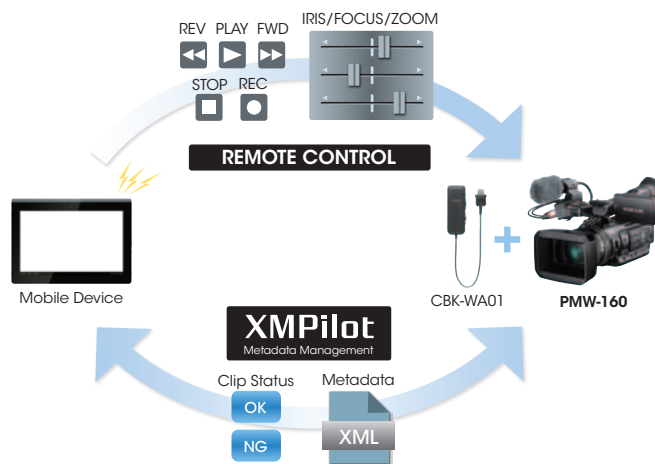 REV PLAY FWD
IRIS/FOCUS/ZOOM
STOP REC
REMOTE CONTROL
Mobile Device
CBK-WA01
PMW-160
XMPilot
Metadata Management
Clip Status
Metadata
OK
NG
XML